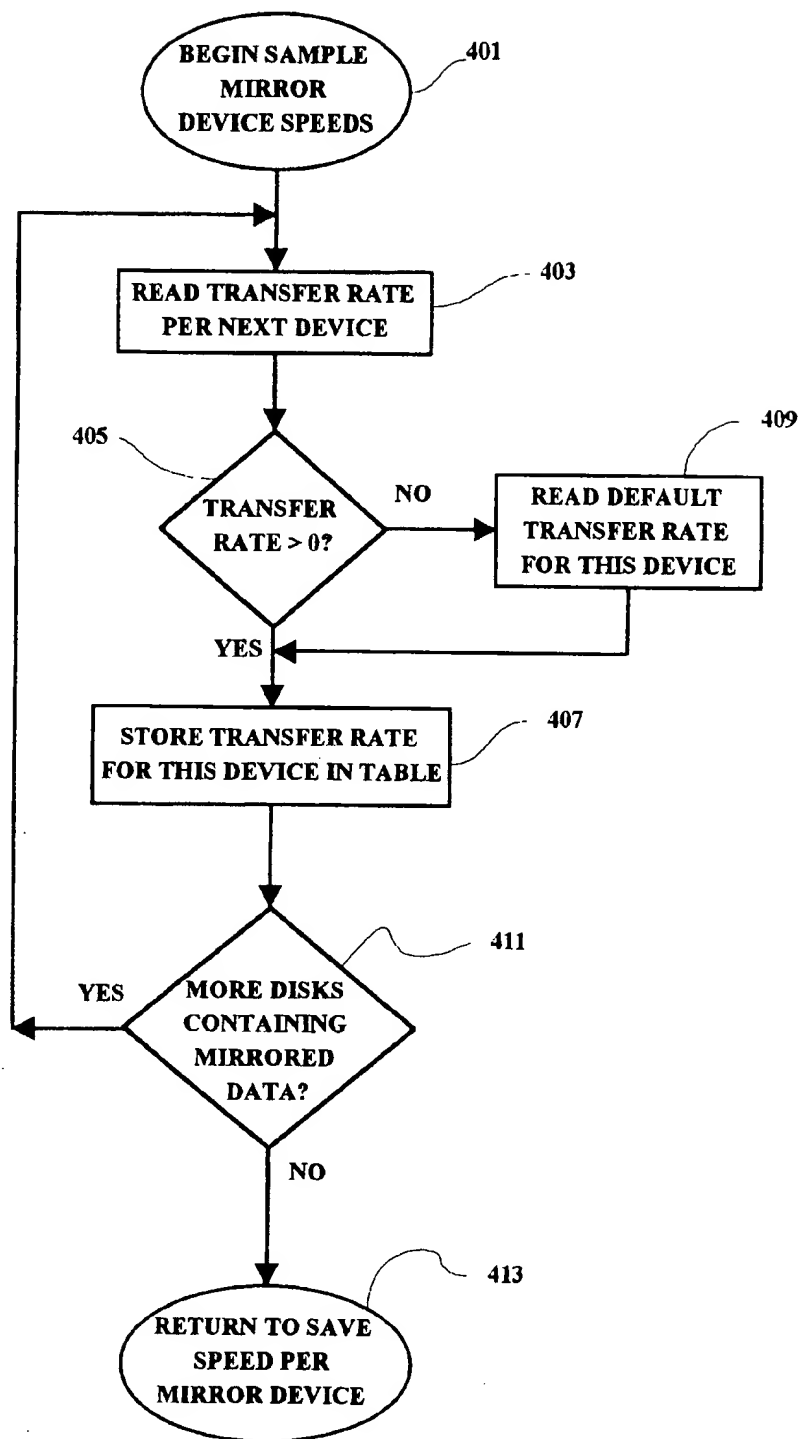 BEGIN SAMPLE
MIRROR
DEVICE SPEEDS
401
READ TRANSFER RATE
PER NEXT DEVICE
403
405
TRANSFER
RATE > 0?
NO
409
READ DEFAULT
TRANSFER RATE
FOR THIS DEVICE
YES
407
STORE TRANSFER RATE
FOR THIS DEVICE IN TABLE
411
YES
MORE DISKS
CONTAINING
MIRRORED
DATA?
NO
413
RETURN TO SAVE
SPEED PER
MIRROR DEVICE